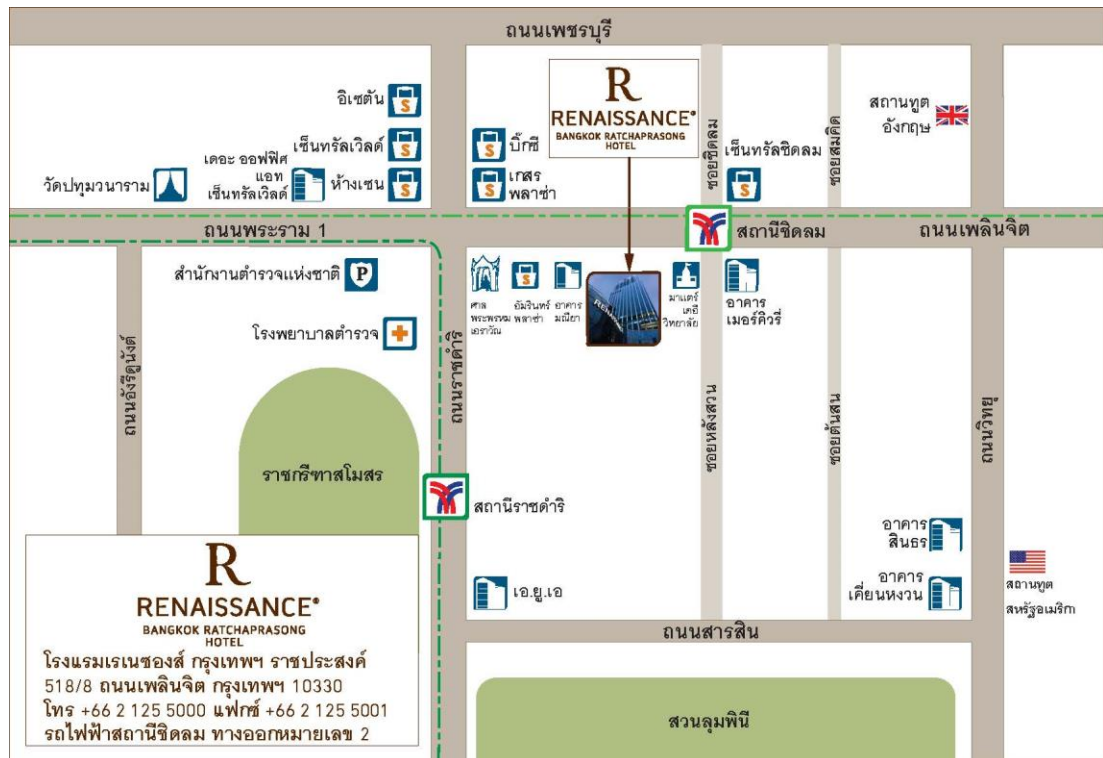 ถนนเพชรบุรี
อิเซตัน
เซ็นทรัลเวิลด์
เดอะ ออฟฟิศ
แอท
เซ็นทรัลเวิลด์
ห้างเซน
วัดปทุมวนาราม
บิ๊กซี
เกสร
พลาซ่า
R
RENAISSANCE®
BANGKOK RATCHAPRASONG
HOTEL
ซอยชิดลม
เซ็นทรัลชิดลม
ซอยสมคิด
สถานทูต
อังกฤษ
ถนนพระราม 1
สถานีชิดลม
ถนนเพลินจิต
สำนักงานตำรวจแห่งชาติ
P
โรงพยาบาลตำรวจ
ถนนอังรีดูนังต์
ถนนราชดำริ
ศาล
พระพรหม
เอราวัณ
อัมรินทร์
พลาซ่า
อาคาร
มณียา
มาแตร์
เดอี
วิทยาลัย
อาคาร
เมอร์คิวรี่
ซอยหลังสวน
ซอยต้นสน
ถนนวิทยุ
ราชกรีฑาสโมสร
สถานีราชดำริ
อาคาร
สินธร
อาคาร
เคี่ยนหงวน
สถานทูต
สหรัฐอเมริกา
เอ.ยู.เอ
ถนนสารสิน
สวนลุมพินี
R
RENAISSANCE®
BANGKOK RATCHAPRASONG
HOTEL
โรงแรมเรเนซองส์ กรุงเทพฯ ราชประสงค์
518/8 ถนนเพลินจิต กรุงเทพฯ 10330
โทร +66 2 125 5000 แฟกซ์ +66 2 125 5001
รถไฟฟ้าสถานีชิดลม ทางออกหมายเลข 2